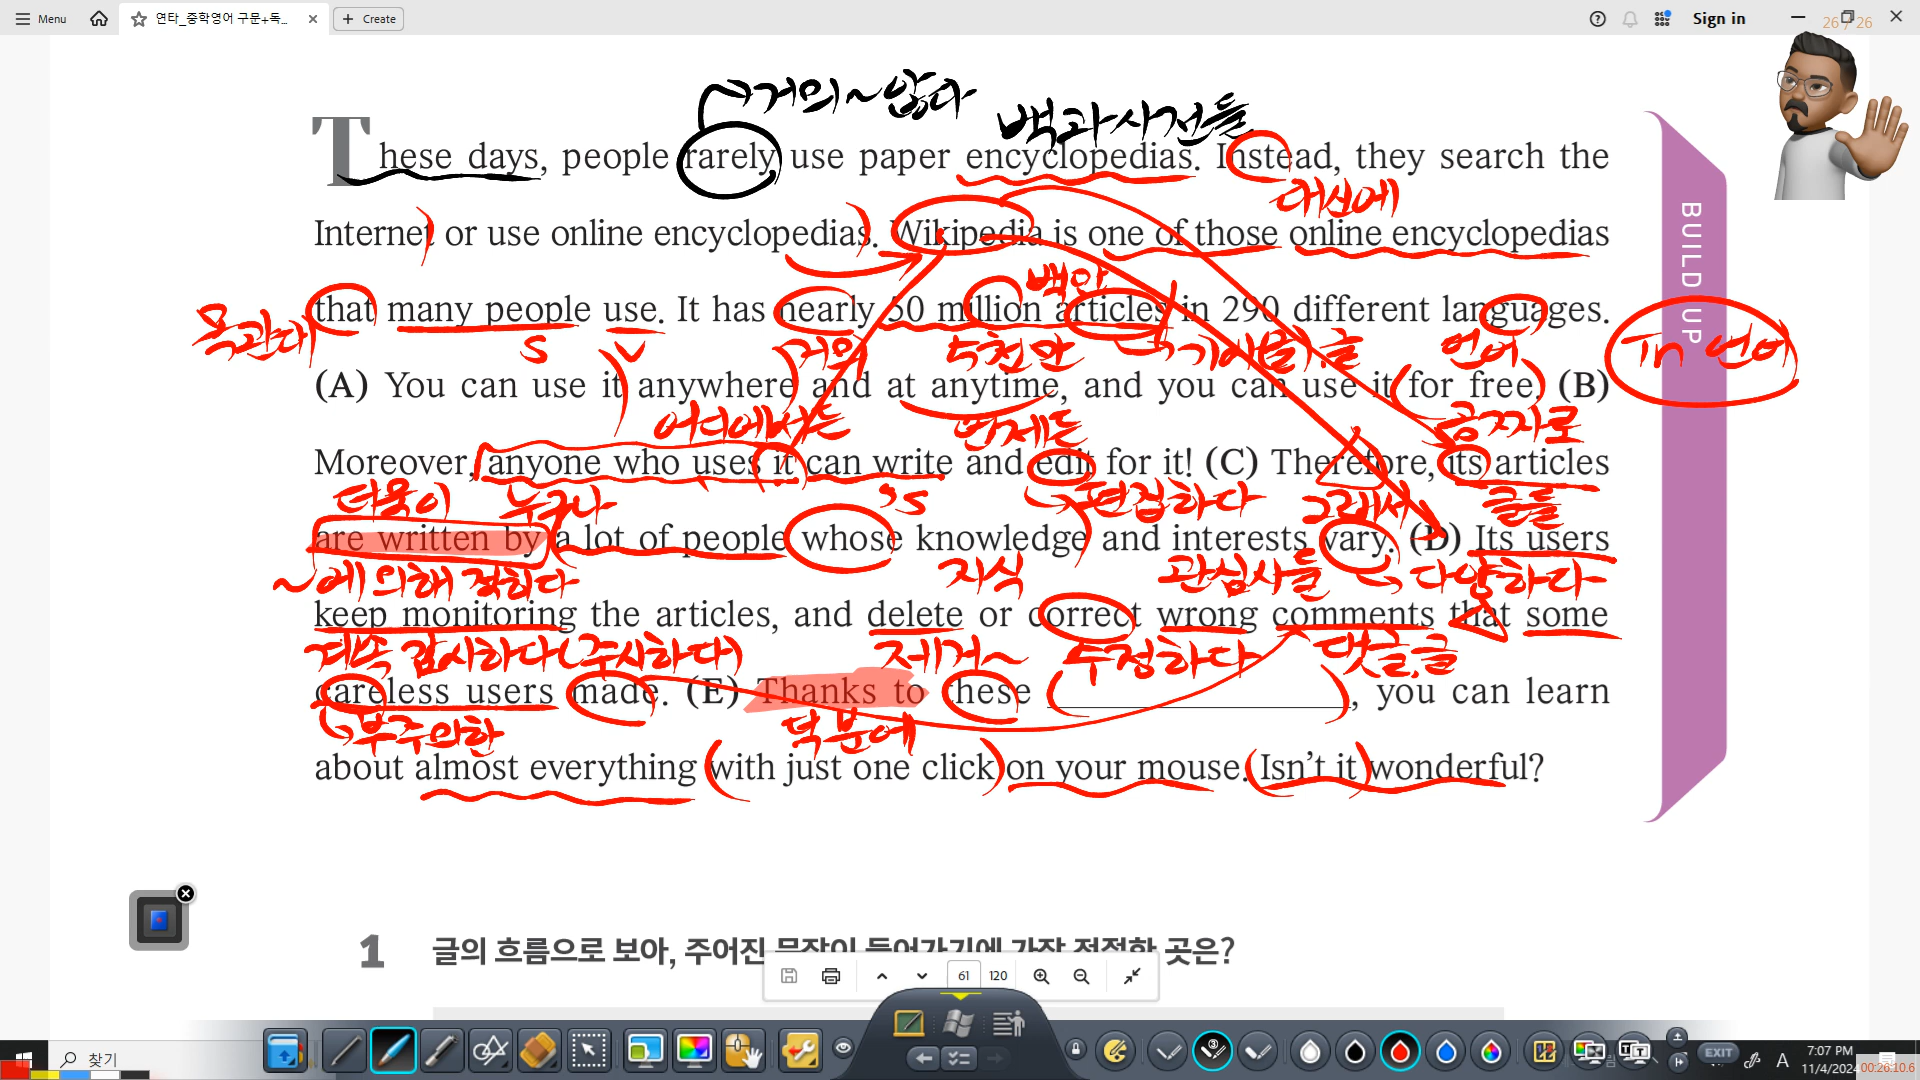 Menu
연타_중학영어 구문+독...
Create
Sign in
26 / 26
거의~않다
백과사전들
These days, people rarely use paper encyclopedias. Instead, they search the
대신에
Internet or use online encyclopedias. Wikipedia is one of those online encyclopedias
백만
that many people use. It has nearly 50 million articles in 290 different languages.
목관대
S V 거의 5천만 기사(글)을 언어
(A) You can use it anywhere and at anytime, and you can use it for free. (B)
어디에서든 언제든 공짜로
Moreover, anyone who uses it can write and edit for it! (C) Therefore, its articles
더욱이 누구나 편집하다 그래서 글들
are written by a lot of people whose knowledge and interests vary. (D) Its users
~에 의해 적히다 지식 관심사들 다양하다
keep monitoring the articles, and delete or correct wrong comments that some
계속 감시하다(주시하다) 제거~ 수정하다 댓글,글
careless users made. (E) Thanks to these ____________, you can learn
부주의한 덕분에
about almost everything with just one click on your mouse. Isn't it wonderful?
BUILD UP
1 글의 흐름으로 보아, 주어진 문장이 들어가기에 가장 적절한 곳은?
61 120
찾기
EXIT
A
7:07 PM
11/4/2024
00:26:10.6